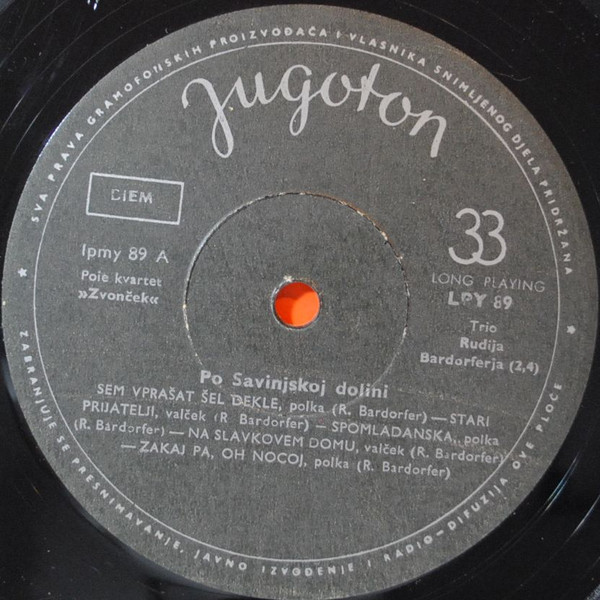 SVA PRAVA GRAMOFONSKIH PROIZVOĐAČA I VLASNIKA SNIMLJENOG DJELA PRIDRŽANA
Jugoton
DIEM
33
lpmy 89 A
LONG PLAYING
Poje kvartet
LPY 89
»Zvonček«
Trio
Rudija
Bardorferja (2,4)
Po Savinjskoj dolini
SEM VPRAŠAT ŠEL DEKLE, polka (R. Bardorfer) — STARI
PRIJATELJI, valček (R. Bardorfer) – SPOMLADANSKA, polka
(R. Bardorfer) — NA SLAVKOVEM DOMU, valček (R. Bardorfer)
— ZAKAJ PA, OH NOCOJ, polka (R. Bardorfer)
ZABRANJUJE SE PRESNIMAVANJE, JAVNO IZVOĐENJE I RADIO-DIFUZIJA OVE PLOČE